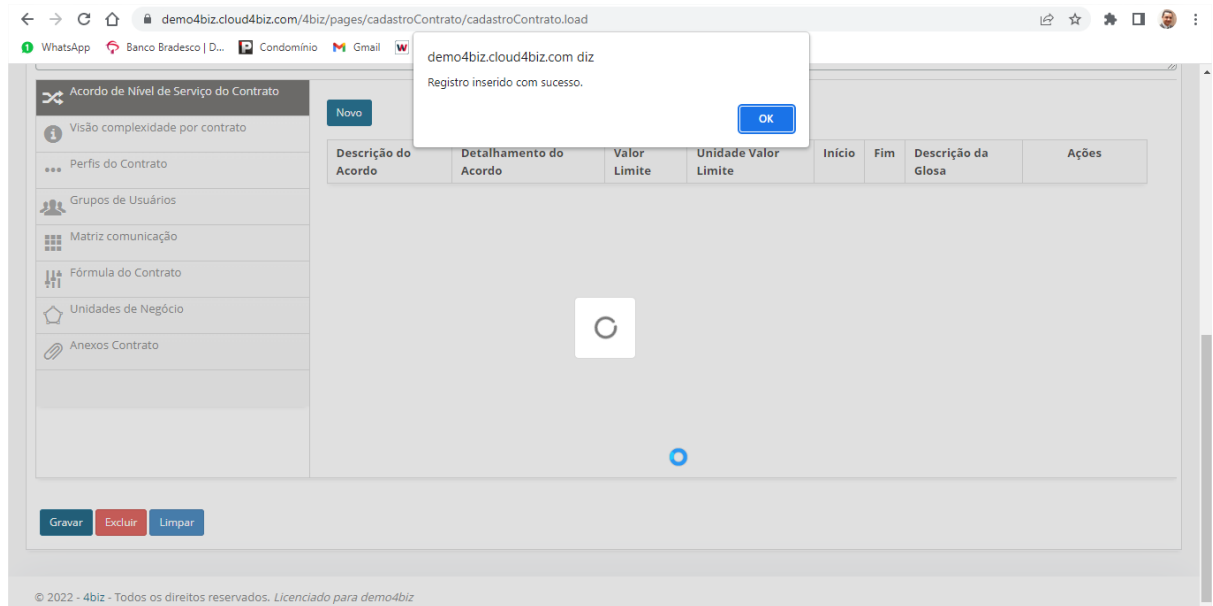 demo4biz.cloud4biz.com/4biz/pages/cadastroContrato/cadastroContrato.load
WhatsApp Banco Bradesco | D... Condomínio Gmail
demo4biz.cloud4biz.com diz
Registro inserido com sucesso.
OK
Acordo de Nível de Serviço do Contrato
Visão complexidade por contrato
Perfis do Contrato
Grupos de Usuários
Matriz comunicação
Fórmula do Contrato
Unidades de Negócio
Anexos Contrato
Novo
Descrição do Acordo
Detalhamento do Acordo
Valor Limite
Unidade Valor Limite
Início
Fim
Descrição da Glosa
Ações
Gravar Excluir Limpar
© 2022 - 4biz - Todos os direitos reservados. Licenciado para demo4biz